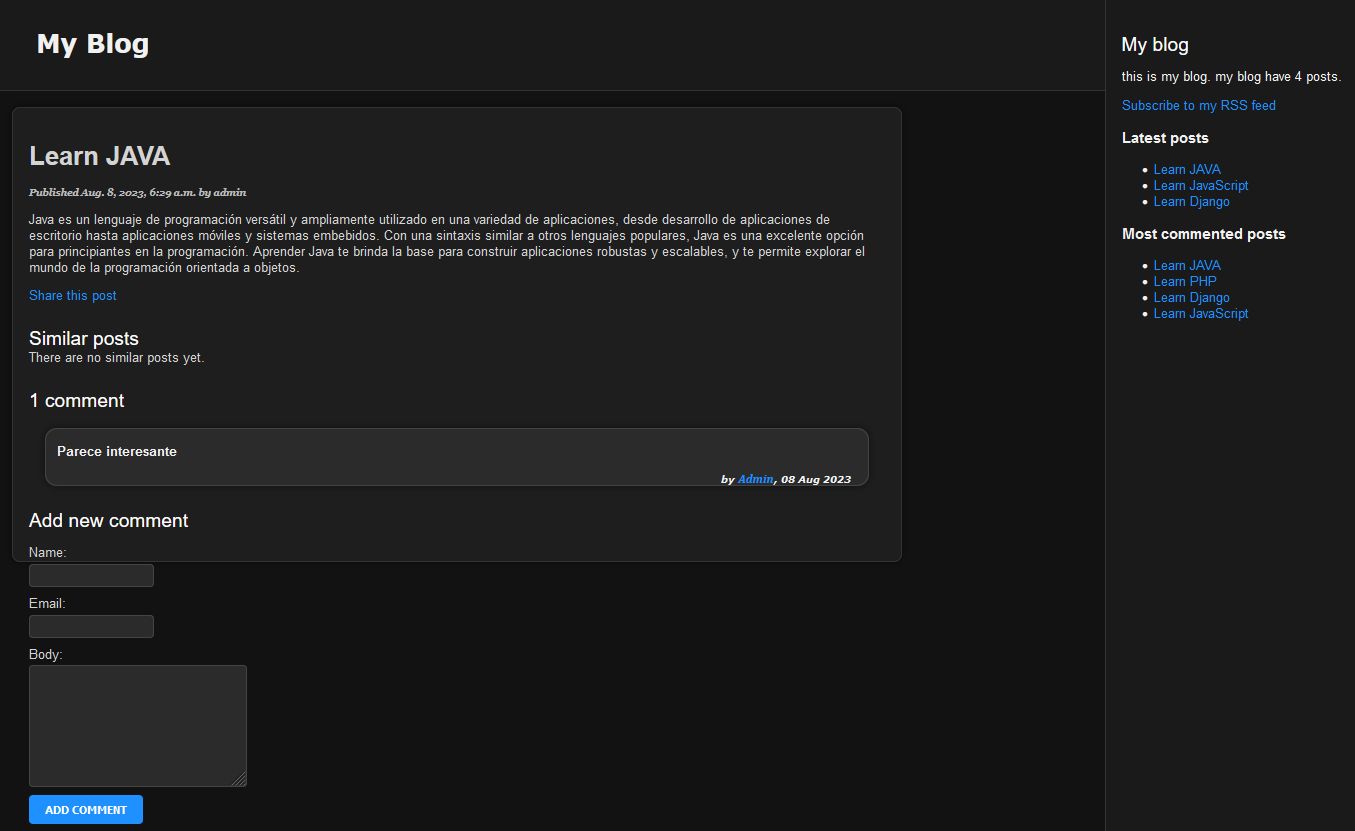 My Blog
Learn JAVA
Published Aug. 8, 2023, 6:29 a.m. by admin
Java es un lenguaje de programación versátil y ampliamente utilizado en una variedad de aplicaciones, desde desarrollo de aplicaciones de
escritorio hasta aplicaciones móviles y sistemas embebidos. Con una sintaxis similar a otros lenguajes populares, Java es una excelente opción
para principiantes en la programación. Aprender Java te brinda la base para construir aplicaciones robustas y escalables, y te permite explorar el
mundo de la programación orientada a objetos.
Share this post
Similar posts
There are no similar posts yet.
1 comment
Parece interesante
by Admin, 08 Aug 2023
Add new comment
Name:
Email:
Body:
ADD COMMENT
My blog
this is my blog. my blog have 4 posts.
Subscribe to my RSS feed
Latest posts
• Learn JAVA
• Learn JavaScript
• Learn Django
Most commented posts
• Learn JAVA
• Learn PHP
• Learn Django
• Learn JavaScript